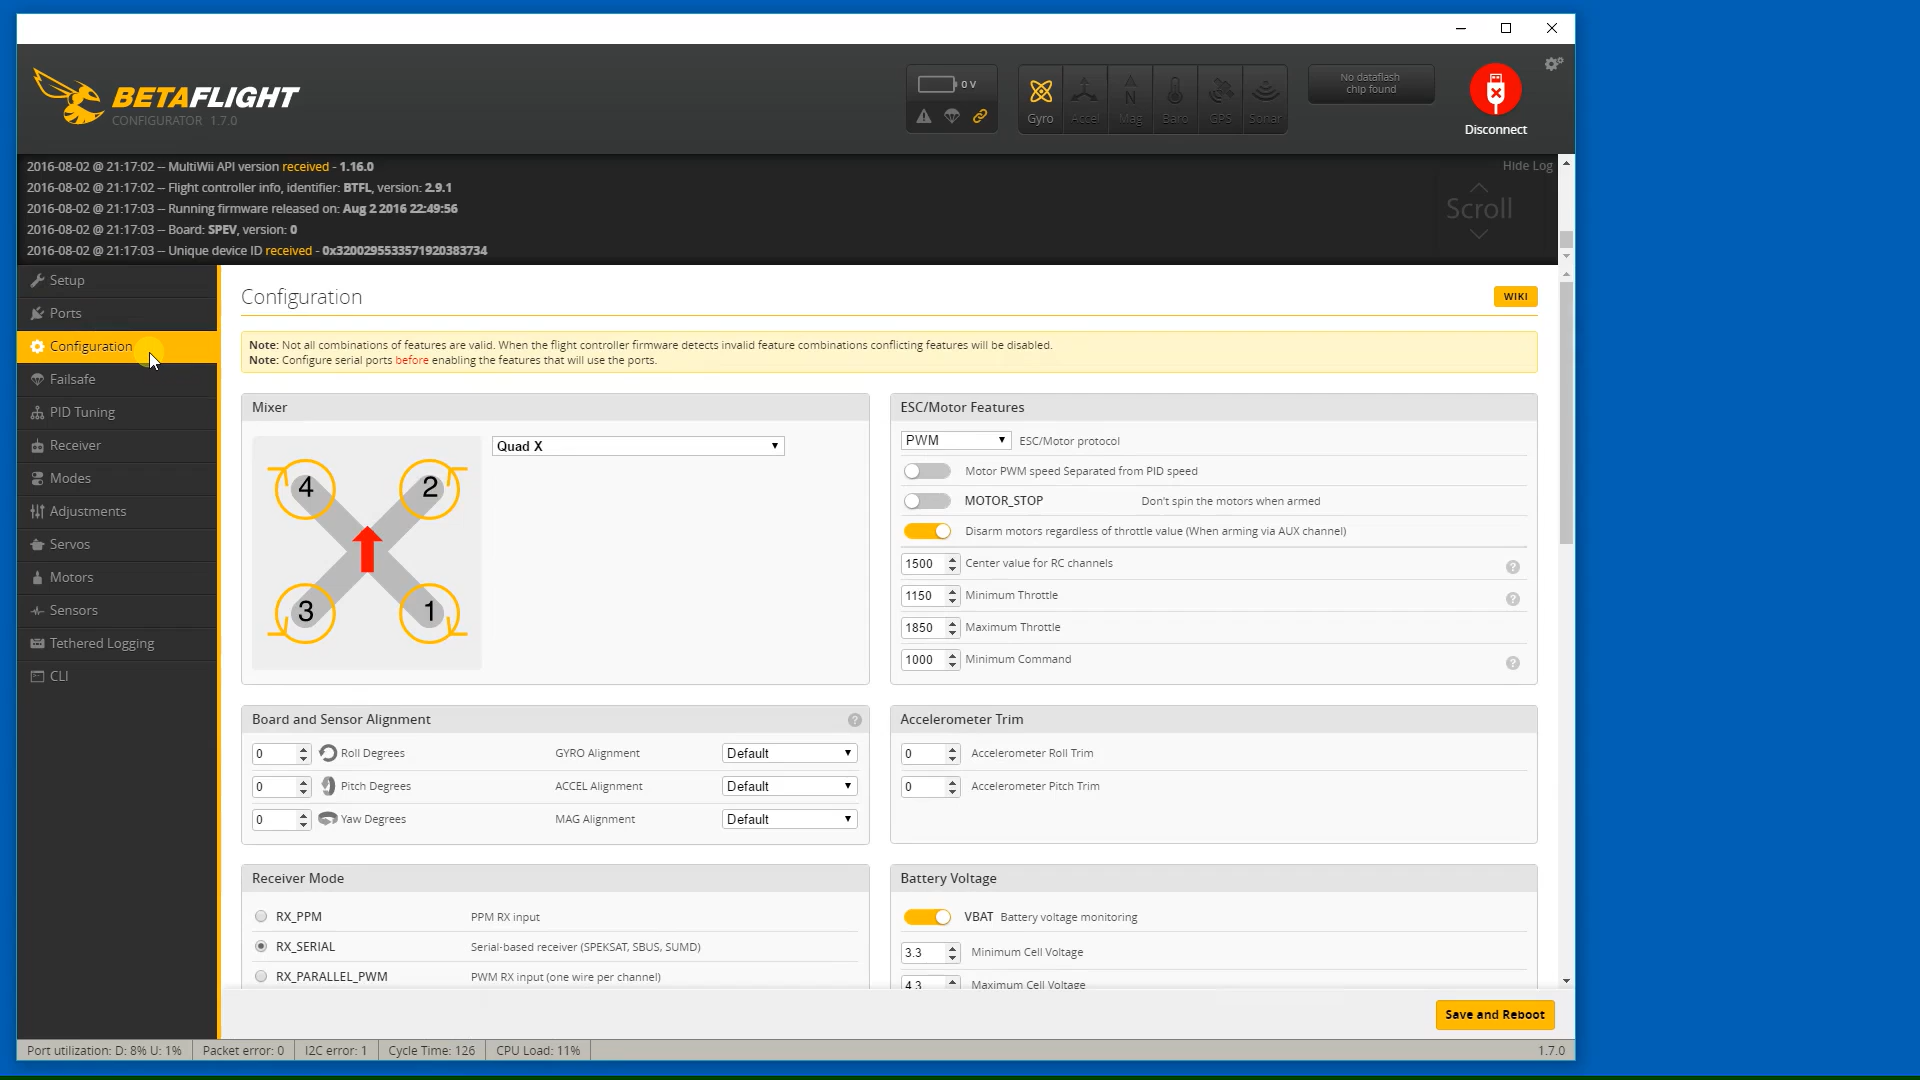 BETAFLIGHT
CONFIGURATOR 1.7.0
0 V
Gyro
Accel
Mag
Baro
GPS
Sonar
No dataflash
chip found
Disconnect
2016-08-02 @ 21:17:02 -- MultiWii API version received - 1.16.0
2016-08-02 @ 21:17:02 -- Flight controller info, identifier: BTFL, version: 2.9.1
2016-08-02 @ 21:17:03 -- Running firmware released on: Aug 2 2016 22:49:56
2016-08-02 @ 21:17:03 -- Board: SPEV, version: 0
2016-08-02 @ 21:17:03 -- Unique device ID received - 0x3200295533571920383734
Hide Log
Scroll
Setup
Ports
Configuration
Failsafe
PID Tuning
Receiver
Modes
Adjustments
Servos
Motors
Sensors
Tethered Logging
CLI
Configuration
WIKI
Note: Not all combinations of features are valid. When the flight controller firmware detects invalid feature combinations conflicting features will be disabled.
Note: Configure serial ports before enabling the features that will use the ports.
Mixer
Quad X
4
2
3
1
ESC/Motor Features
PWM ESC/Motor protocol
Motor PWM speed Separated from PID speed
MOTOR_STOP Don't spin the motors when armed
Disarm motors regardless of throttle value (When arming via AUX channel)
1500 Center value for RC channels
1150 Minimum Throttle
1850 Maximum Throttle
1000 Minimum Command
Board and Sensor Alignment
0 Roll Degrees GYRO Alignment Default
0 Pitch Degrees ACCEL Alignment Default
0 Yaw Degrees MAG Alignment Default
Accelerometer Trim
0 Accelerometer Roll Trim
0 Accelerometer Pitch Trim
Receiver Mode
RX_PPM PPM RX input
RX_SERIAL Serial-based receiver (SPEKSAT, SBUS, SUMD)
RX_PARALLEL_PWM PWM RX input (one wire per channel)
Battery Voltage
VBAT Battery voltage monitoring
3.3 Minimum Cell Voltage
4.3 Maximum Cell Voltage
Save and Reboot
Port utilization: D: 8% U: 1%
Packet error: 0
I2C error: 1
Cycle Time: 126
CPU Load: 11%
1.7.0